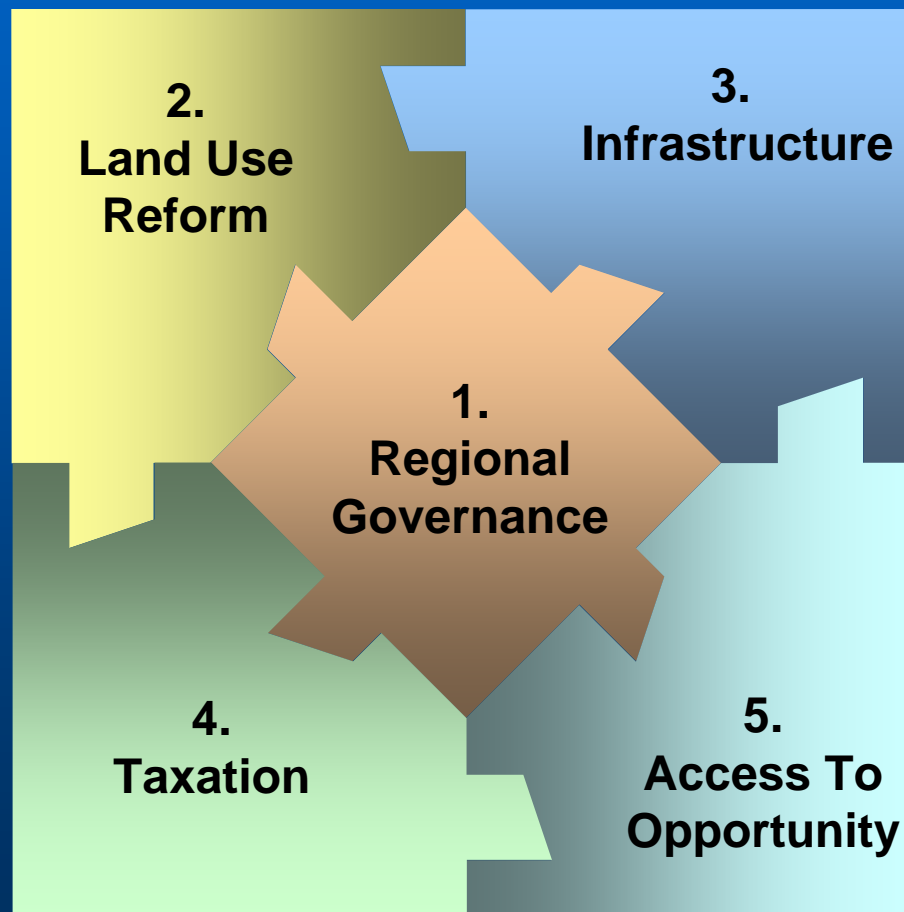 2.
Land Use
Reform
3.
Infrastructure
1.
Regional
Governance
4.
Taxation
5.
Access To
Opportunity